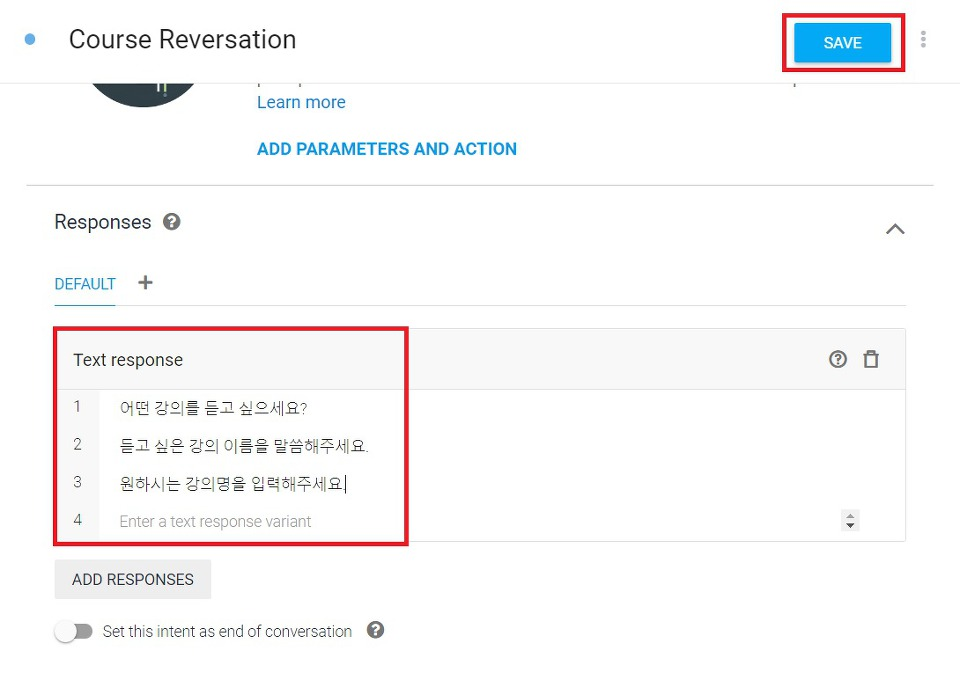 Course Reversation
SAVE
Learn more
ADD PARAMETERS AND ACTION
Responses
DEFAULT
Text response
1 어떤 강의를 듣고 싶으세요?
2 듣고 싶은 강의 이름을 말씀해주세요.
3 원하시는 강의명을 입력해주세요
4 Enter a text response variant
ADD RESPONSES
Set this intent as end of conversation